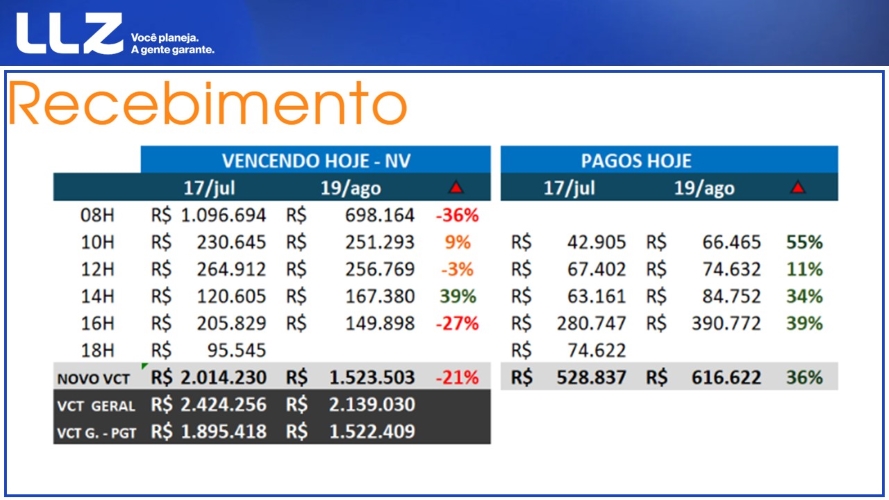 LLZ
Você planeja.
A gente garante.
Recebimento
VENCENDO HOJE - NV PAGOS HOJE
17/jul 19/ago 17/jul 19/ago
08H R$ 1.096.694 R$ 698.164 -36%
10H R$ 230.645 R$ 251.293 9% R$ 42.905 R$ 66.465 55%
12H R$ 264.912 R$ 256.769 -3% R$ 67.402 R$ 74.632 11%
14H R$ 120.605 R$ 167.380 39% R$ 63.161 R$ 84.752 34%
16H R$ 205.829 R$ 149.898 -27% R$ 280.747 R$ 390.772 39%
18H R$ 95.545 R$ 74.622
NOVO VCT R$ 2.014.230 R$ 1.523.503 -21% R$ 528.837 R$ 616.622 36%
VCT GERAL R$ 2.424.256 R$ 2.139.030
VCT G. - PGT R$ 1.895.418 R$ 1.522.409